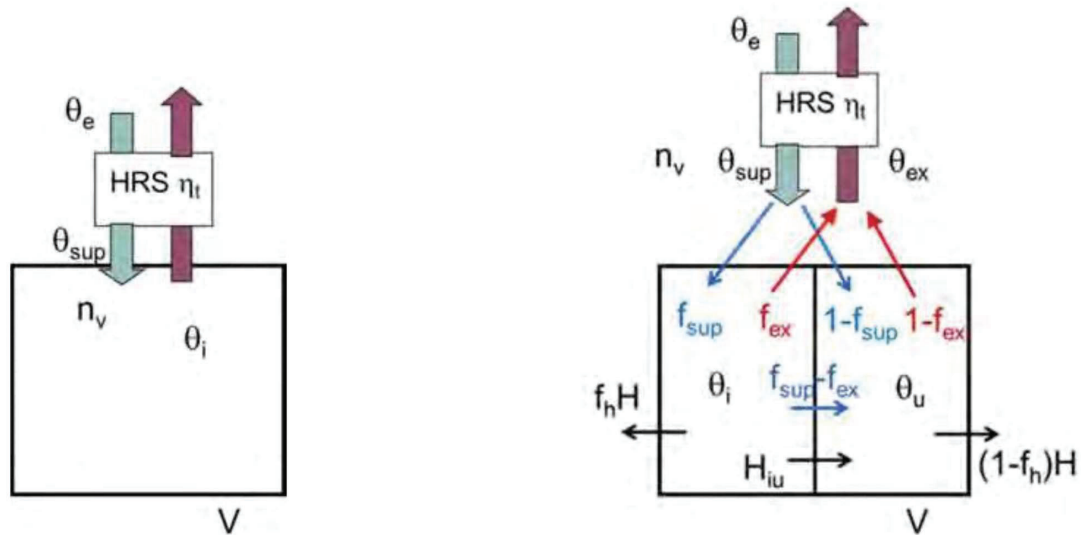 θe
HRS ηt
θsup
nv
θi
V
θe
HRS ηt
nv θsup θex
fsup fex 1-fsup 1-fex
θi fsup-fex θu
fhH
Hiu (1-fh)H
V